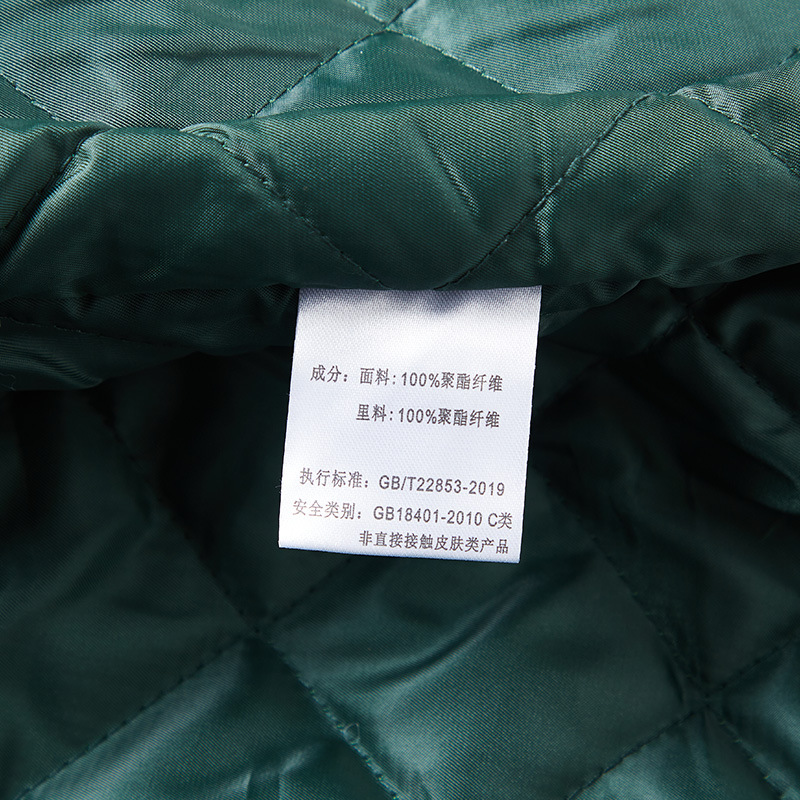 成分：面料：100%聚酯纤维
里料：100%聚酯纤维
执行标准：GB/T22853-2019
安全类别：GB18401-2010 C类
非直接接触皮肤类产品